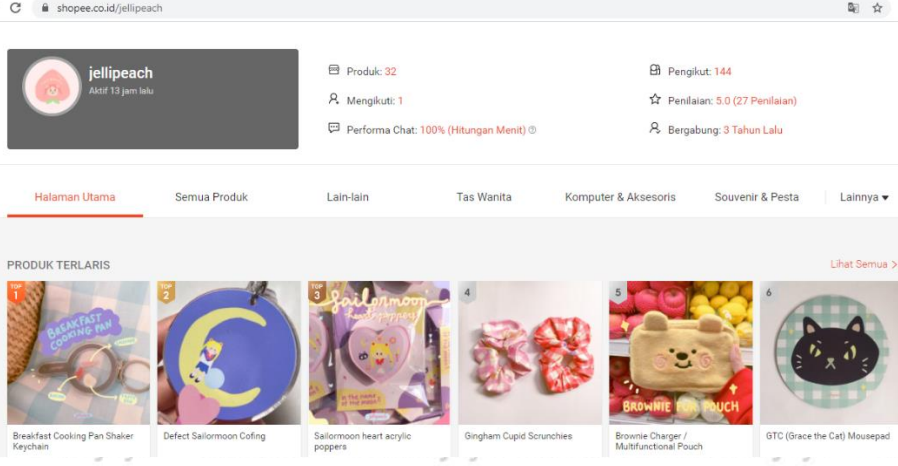 shopee.co.id/jellipeach
jellipeach
Aktif 13 jam lalu
Produk: 32
Pengikut: 144
Mengikuti: 1
Penilaian: 5.0 (27 Penilaian)
Performa Chat: 100% (Hitungan Menit)
Bergabung: 3 Tahun Lalu
Halaman Utama
Semua Produk
Lain-lain
Tas Wanita
Komputer & Aksesoris
Souvenir & Pesta
Lainnya
PRODUK TERLARIS
Lihat Semua >
TOP
1
BREAKFAST
COOKING PAN
TOP
2
TOP
3
Sailormoon
heart poppers
4
5
BROWNIE FUN POUCH
6
Breakfast Cooking Pan Shaker
Keychain
Defect Sailormoon Cofing
Sailormoon heart acrylic
poppers
Gingham Cupid Scrunchies
Brownie Charger /
Multifunctional Pouch
GTC (Grace the Cat) Mousepad